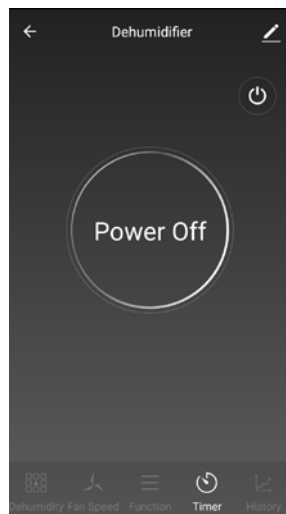 Dehumidifier
Power Off
Dehumidity Fan Speed Function Timer History